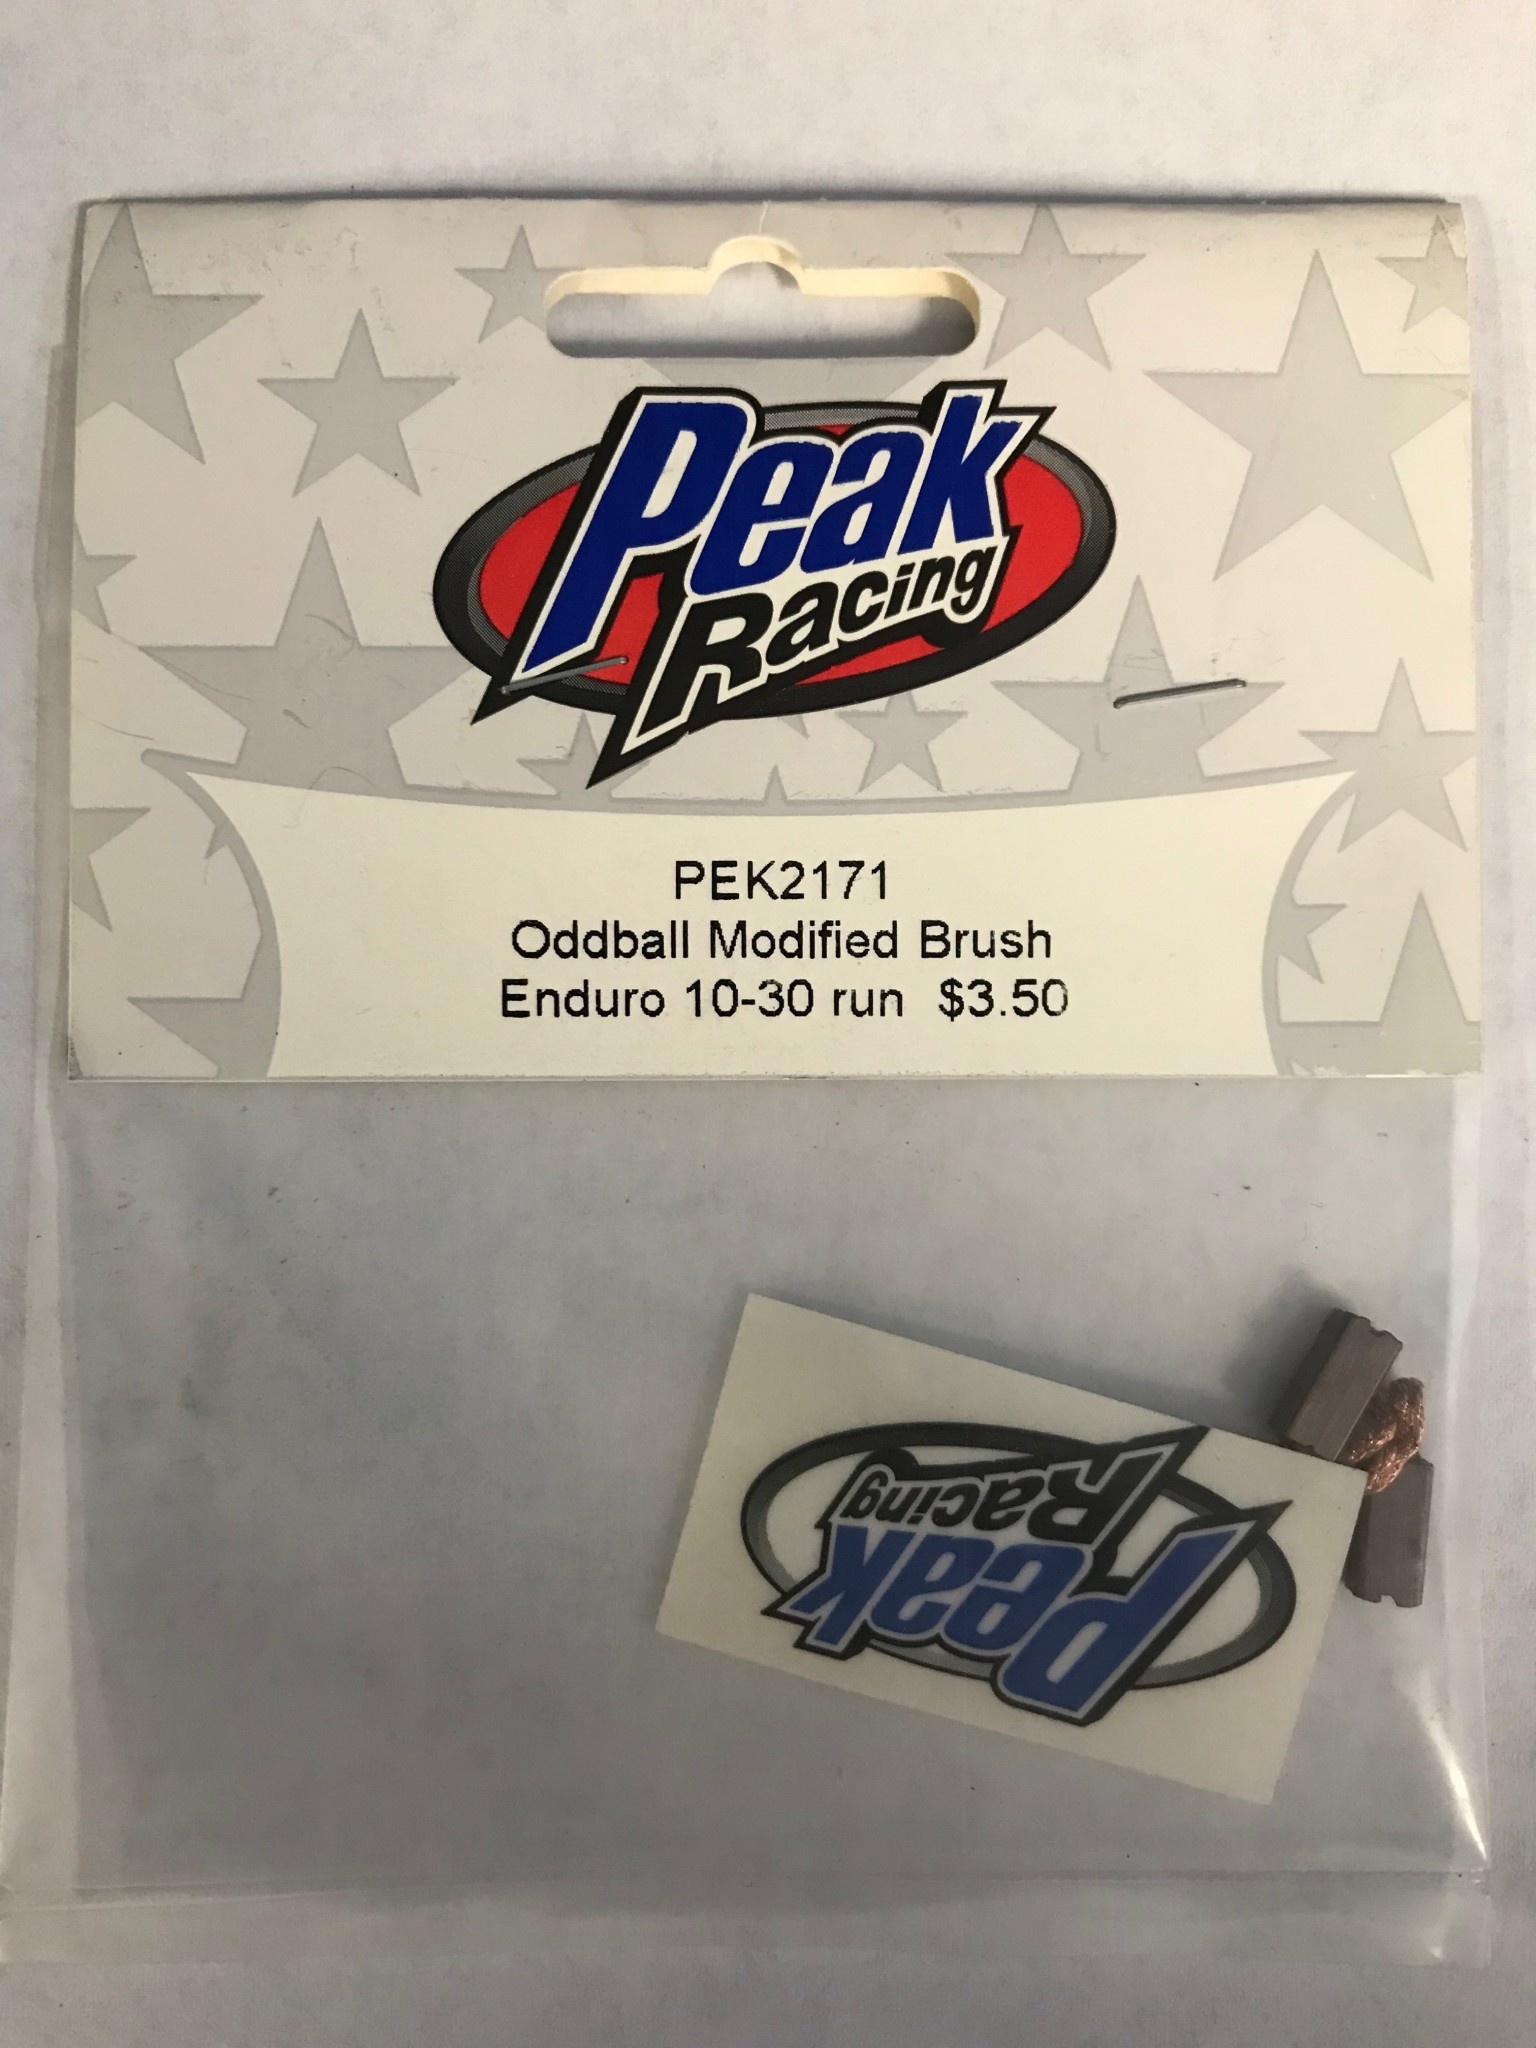 Peak
Racing
PEK2171
Oddball Modified Brush
Enduro 10-30 run $3.50
Peak
Racing